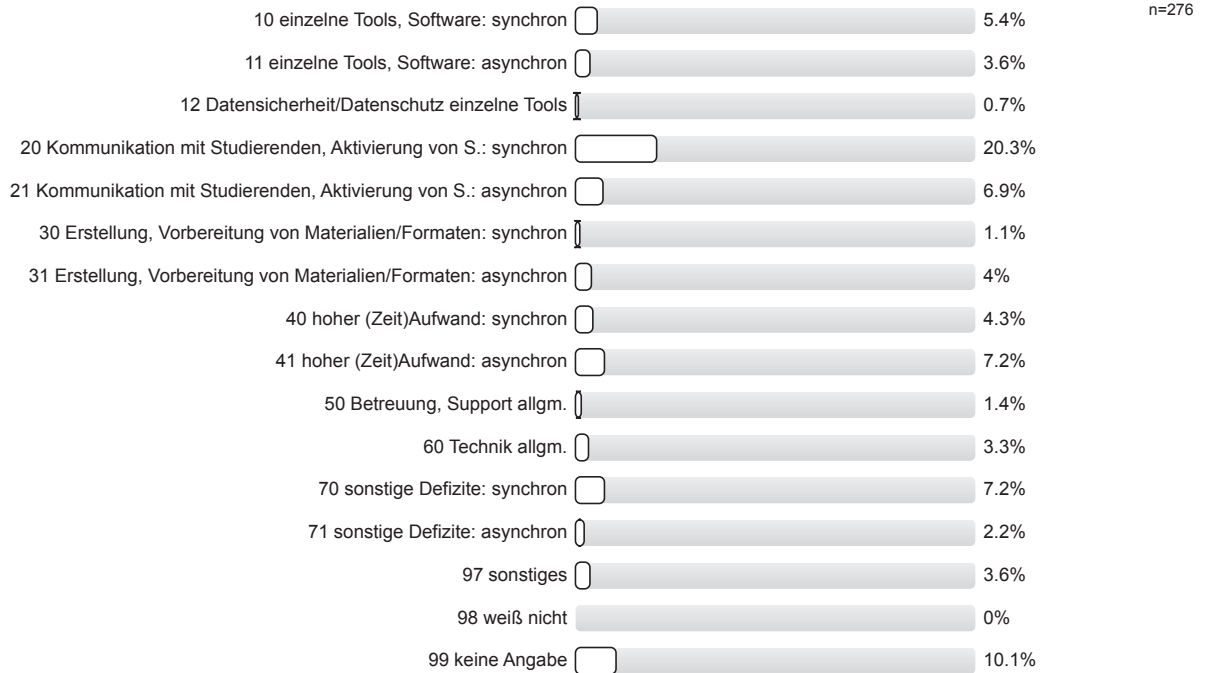 10 einzelne Tools, Software: synchron 5.4% n=276
11 einzelne Tools, Software: asynchron 3.6%
12 Datensicherheit/Datenschutz einzelne Tools 0.7%
20 Kommunikation mit Studierenden, Aktivierung von S.: synchron 20.3%
21 Kommunikation mit Studierenden, Aktivierung von S.: asynchron 6.9%
30 Erstellung, Vorbereitung von Materialien/Formaten: synchron 1.1%
31 Erstellung, Vorbereitung von Materialien/Formaten: asynchron 4%
40 hoher (Zeit)Aufwand: synchron 4.3%
41 hoher (Zeit)Aufwand: asynchron 7.2%
50 Betreuung, Support allgm. 1.4%
60 Technik allgm. 3.3%
70 sonstige Defizite: synchron 7.2%
71 sonstige Defizite: asynchron 2.2%
97 sonstiges 3.6%
98 weiß nicht 0%
99 keine Angabe 10.1%